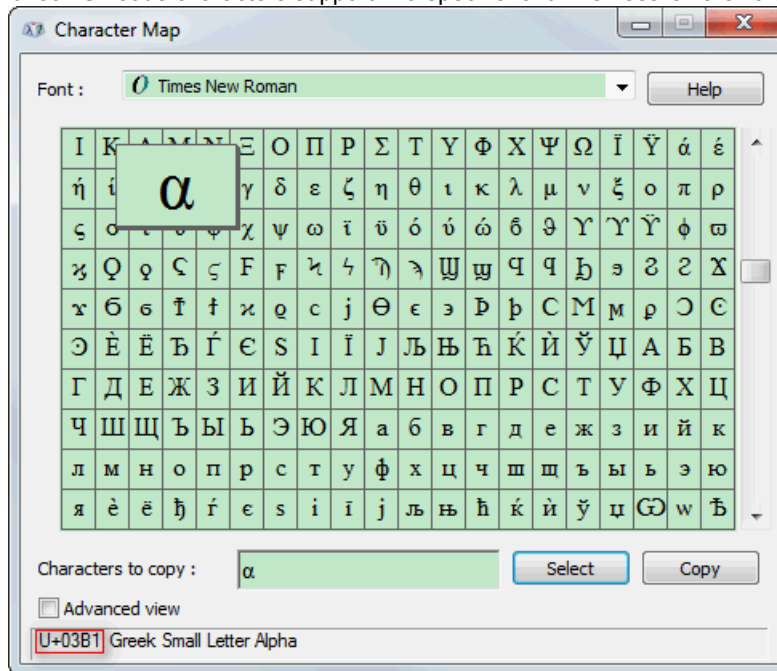 Character Map
Font :
Times New Roman
Help
Ι Κ Ξ Ο Π Ρ Σ Τ Υ Φ Χ Ψ Ω Ϊ Ϋ ά έ
ή ί α γ δ ε ζ η θ ι κ λ μ ν ξ ο π ρ
ς χ ψ ω ϊ ϋ ό ύ ώ ϐ ϑ ϒ ϓ ϔ ϕ ϖ
ϗ Ϙ ϙ Ϛ ϛ Ϝ ϝ Ϟ ϟ Ϡ ϡ Ϣ ϣ Ϥ ϥ Ϧ ϧ Ϩ ϩ Ϫ
ϫ Ϭ ϭ Ϯ ϯ ϰ ϱ ϲ ϳ ϴ ϵ ϶ Ϸ ϸ Ϲ Ϻ ϻ ϼ Ͻ Ͼ
Ͽ Ѐ Ё Ђ Ѓ Є Ѕ І Ї Ј Љ Њ Ћ Ќ Ѝ Ў Џ А Б В
Г Д Е Ж З И Й К Л М Н О П Р С Т У Ф Х Ц
Ч Ш Щ Ъ Ы Ь Э Ю Я а б в г д е ж з и й к
л м н о п р с т у ф х ц ч ш щ ъ ы ь э ю
я ѐ ё ђ ѓ є ѕ і ї ј љ њ ћ ќ ѝ ў џ Ѡ ѡ Ѣ
Characters to copy :
α
Select
Copy
Advanced view
U+03B1: Greek Small Letter Alpha